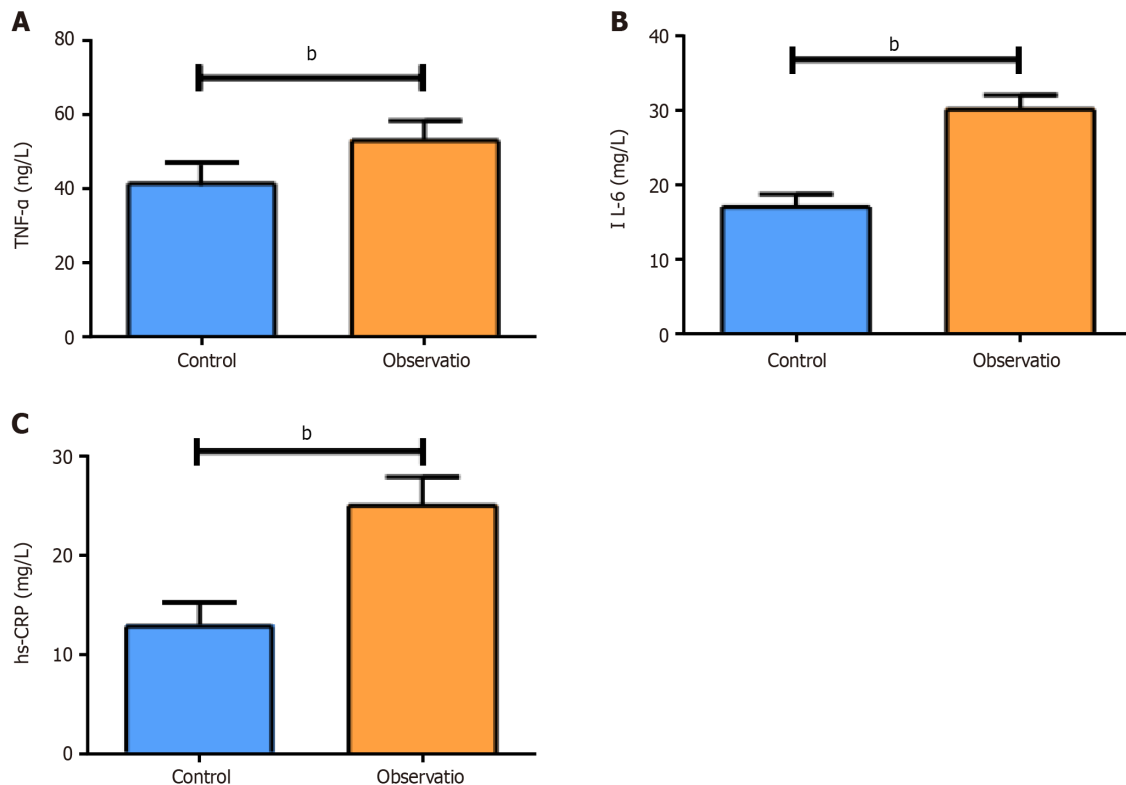 A
80
60
40
20
0
TNF-α (ng/L)
b
Control
Observatio
B
40
30
20
10
0
I L-6 (mg/L)
b
Control
Observatio
C
30
20
10
0
hs-CRP (mg/L)
b
Control
Observatio